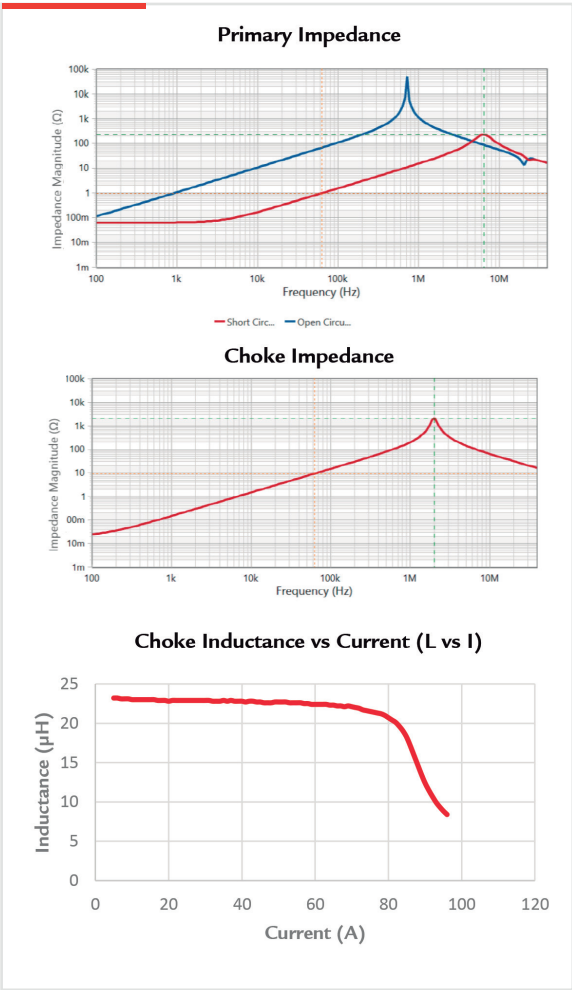 Primary Impedance
Impedance Magnitude (Ω)
100k
10k
1k
100
10
1
100m
10m
1m
100 1k 10k 100k 1M 10M
Frequency (Hz)
Short Circ... Open Circu...
Choke Impedance
Impedance Magnitude (Ω)
100k
10k
1k
100
10
1
00m
10m
1m
100 1k 10k 100k 1M 10M
Frequency (Hz)
Choke Inductance vs Current (L vs I)
Inductance (µH)
25
20
15
10
5
0
0 20 40 60 80 100 120
Current (A)